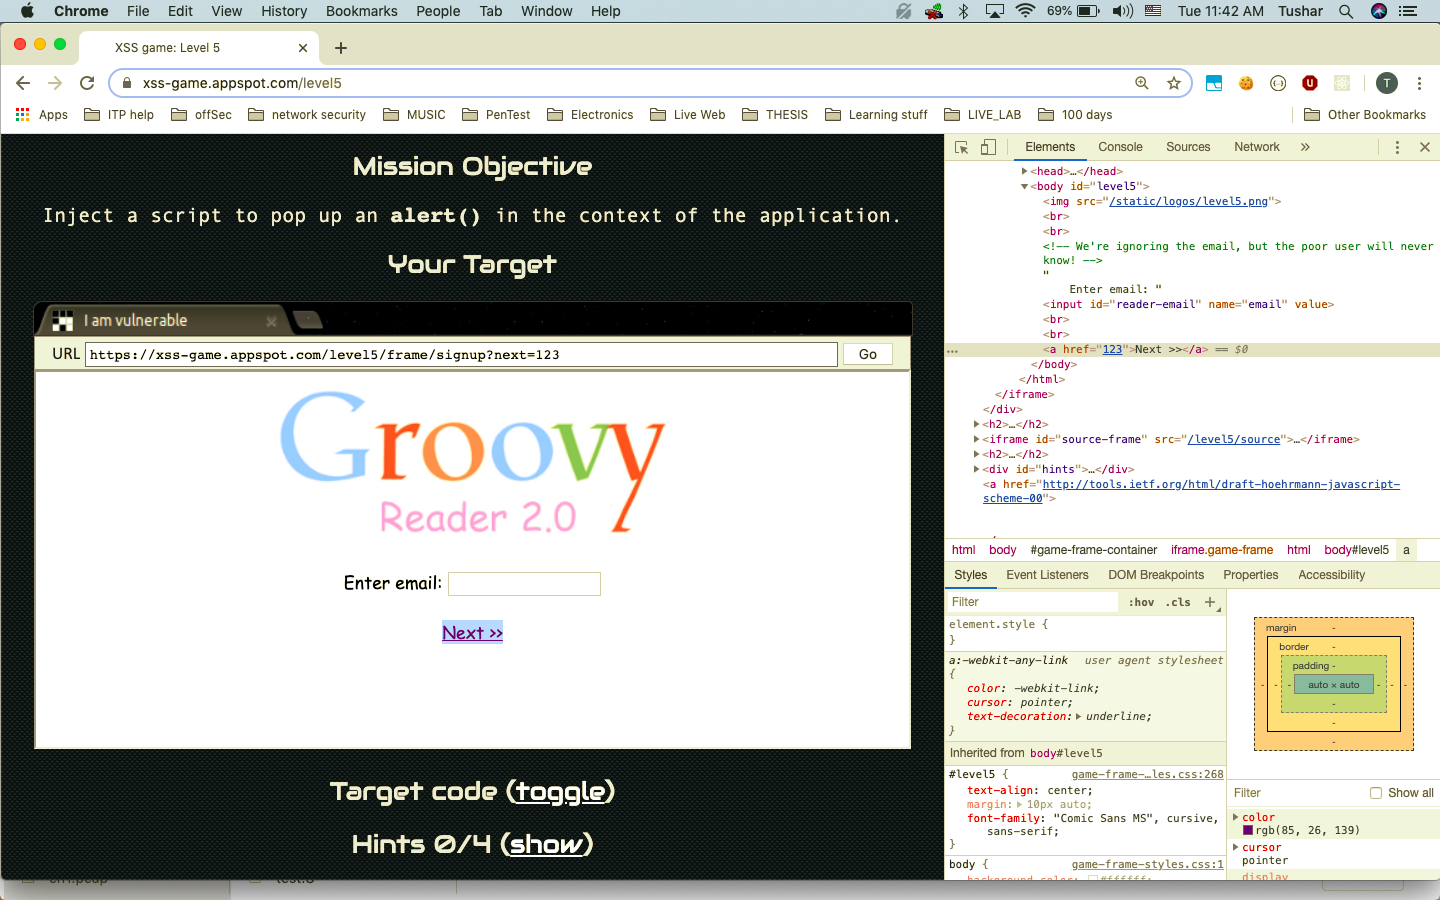 Chrome File Edit View History Bookmarks People Tab Window Help 69% Tue 11:42 AM Tushar
XSS game: Level 5
xss-game.appspot.com/level5 T
Apps ITP help offSec network security MUSIC PenTest Electronics Live Web THESIS Learning stuff LIVE_LAB 100 days Other Bookmarks
Mission Objective
Inject a script to pop up an alert() in the context of the application.
Your Target
I am vulnerable
URL https://xss-game.appspot.com/level5/frame/signup?next=123 Go
Groovy
Reader 2.0
Enter email:
Next >>
Target code (toggle)
Hints 0/4 (show)
Elements Console Sources Network »
▶<head>…</head>
▼<body id="level5">
<img src="/static/logos/level5.png">
<br>
<br>
<!-- We're ignoring the email, but the poor user will never
know! -->
"
Enter email: "
<input id="reader-email" name="email" value>
<br>
<br>
… <a href="123">Next >></a> == $0
</body>
</html>
</iframe>
</div>
▶<h2>…</h2>
▶<iframe id="source-frame" src="/level5/source">…</iframe>
▶<h2>…</h2>
▶<div id="hints">…</div>
<a href="http://tools.ietf.org/html/draft-hoehrmann-javascript-
scheme-00">
html body #game-frame-container iframe.game-frame html body#level5 a
Styles Event Listeners DOM Breakpoints Properties Accessibility
Filter :hov .cls +
element.style {
}
a:-webkit-any-link user agent stylesheet
{
color: -webkit-link;
cursor: pointer;
text-decoration:▶underline;
}
Inherited from body#level5
#level5 { game-frame-…les.css:268
text-align: center;
margin:▶10px auto;
font-family: "Comic Sans MS", cursive,
sans-serif;
}
body { game-frame-styles.css:1
background-color: #ffffff;
margin -
border -
padding -
- - - auto × auto - - -
-
-
-
Filter Show all
▶color
rgb(85, 26, 139)
▶cursor
pointer
display